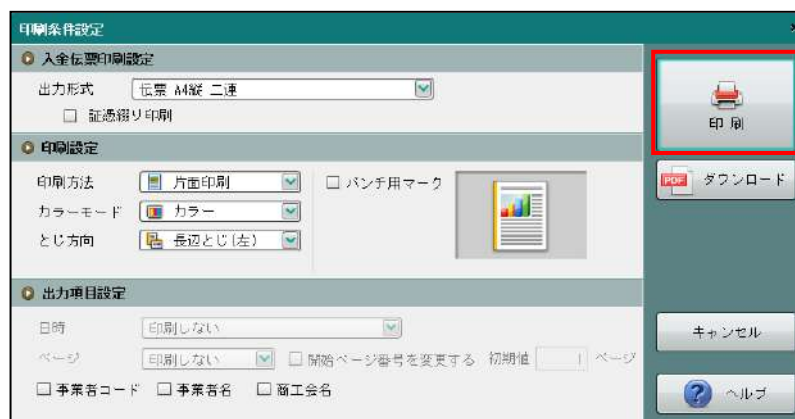 印刷条件設定
入金伝票印刷設定
出力形式 伝票 A4縦 二連
証憑綴り印刷
印刷
印刷設定
印刷方法 片面印刷 パンチ用マーク
PDF ダウンロード
カラーモード カラー
とじ方向 長辺とじ(左)
出力項目設定
日時 印刷しない
キャンセル
ページ 印刷しない 開始ページ番号を変更する 初期値 1 ページ
事業者コード 事業者名 商工会名
? ヘルプ